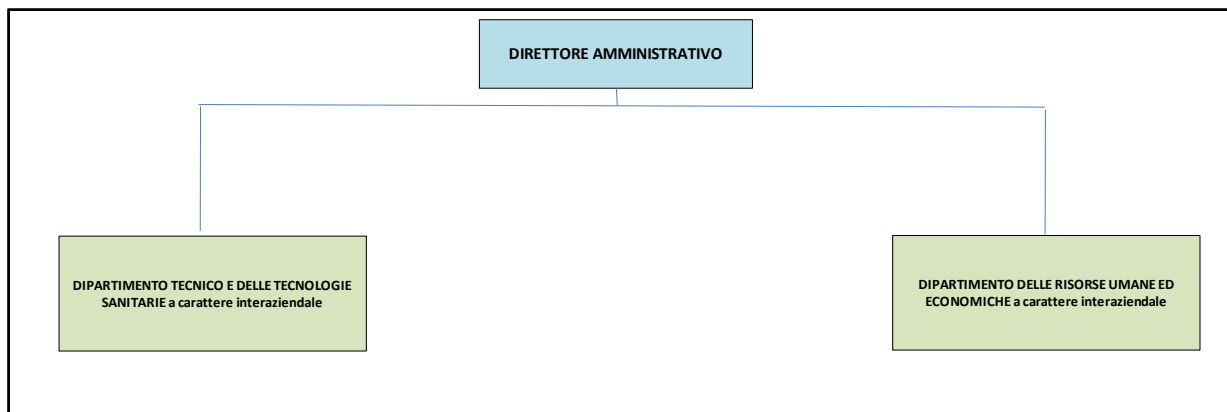 DIRETTORE AMMINISTRATIVO
DIPARTIMENTO TECNICO E DELLE TECNOLOGIE
SANITARIE a carattere interaziendale
DIPARTIMENTO DELLE RISORSE UMANE ED
ECONOMICHE a carattere interaziendale